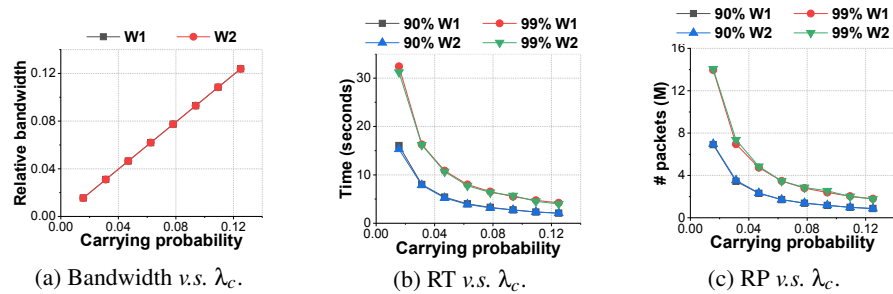 W1 W2
Relative bandwidth
0.12
0.08
0.04
0.00
0.00 0.04 0.08 0.12
Carrying probability
(a) Bandwidth v.s. λc.
90% W1 99% W1
90% W2 99% W2
Time (seconds)
30
20
10
0
0.00 0.04 0.08 0.12
Carrying probability
(b) RT v.s. λc.
90% W1 99% W1
90% W2 99% W2
# packets (M)
16
12
8
4
0
0.00 0.04 0.08 0.12
Carrying probability
(c) RP v.s. λc.